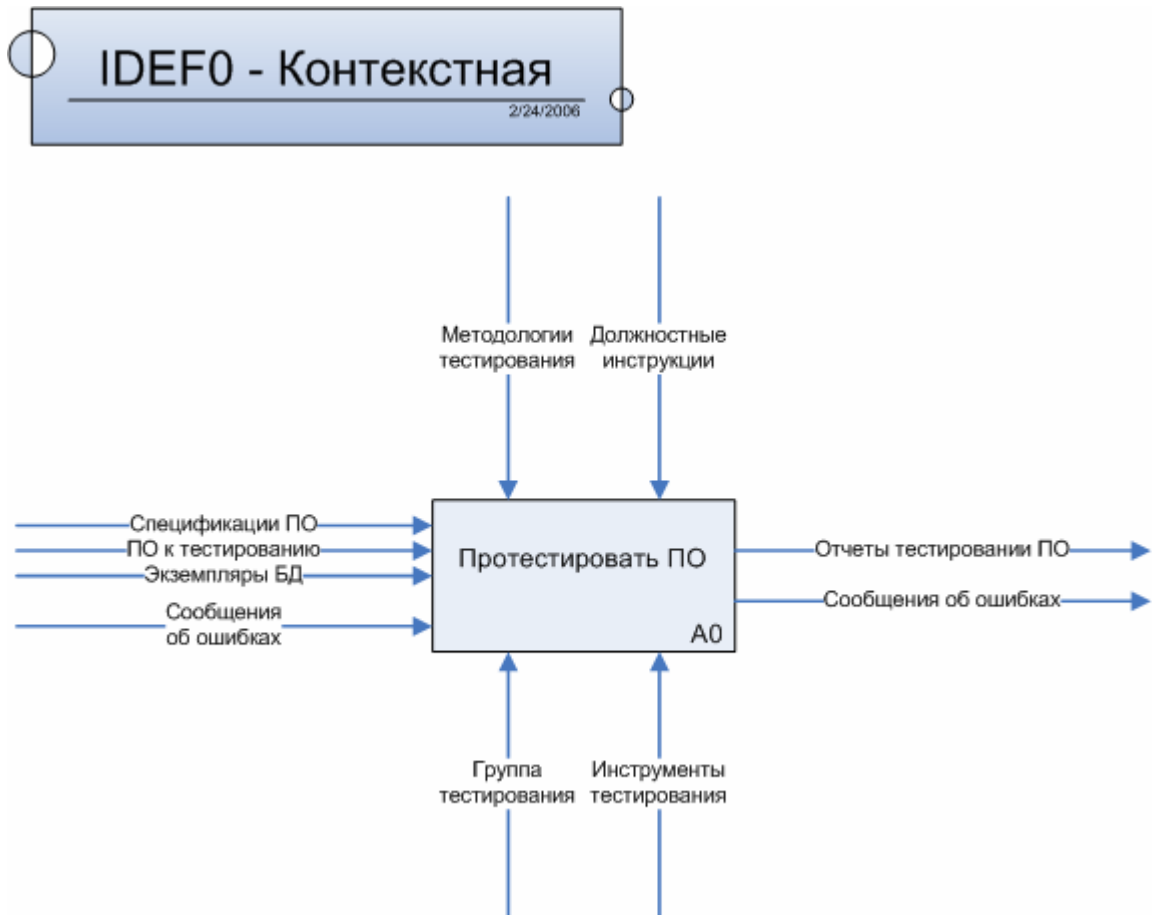 IDEF0 - Контекстная
2/24/2006
Методологии
тестирования
Должностные
инструкции
Спецификации ПО
ПО к тестированию
Экземпляры БД
Сообщения
об ошибках
Протестировать ПО
A0
Отчеты тестировании ПО
Сообщения об ошибках
Группа
тестирования
Инструменты
тестирования